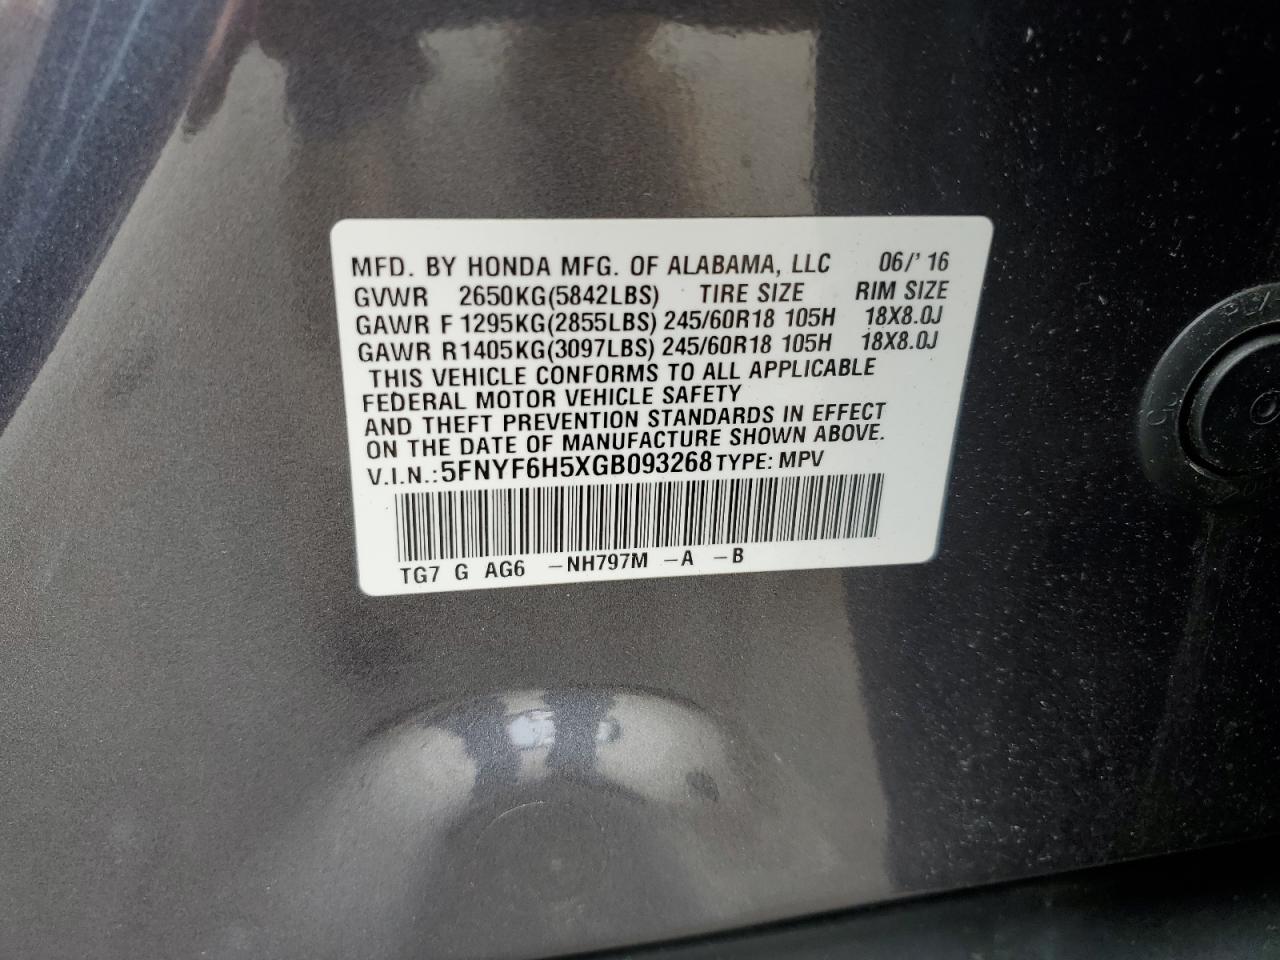 MFD. BY HONDA MFG. OF ALABAMA, LLC 06/'16
GVWR 2650KG(5842LBS) TIRE SIZE RIM SIZE
GAWR F 1295KG(2855LBS) 245/60R18 105H 18X8.0J
GAWR R1405KG(3097LBS) 245/60R18 105H 18X8.0J
THIS VEHICLE CONFORMS TO ALL APPLICABLE
FEDERAL MOTOR VEHICLE SAFETY
AND THEFT PREVENTION STANDARDS IN EFFECT
ON THE DATE OF MANUFACTURE SHOWN ABOVE.
V.I.N.: 5FNYF6H5XGB093268 TYPE: MPV
TG7 G AG6 -NH797M -A -B